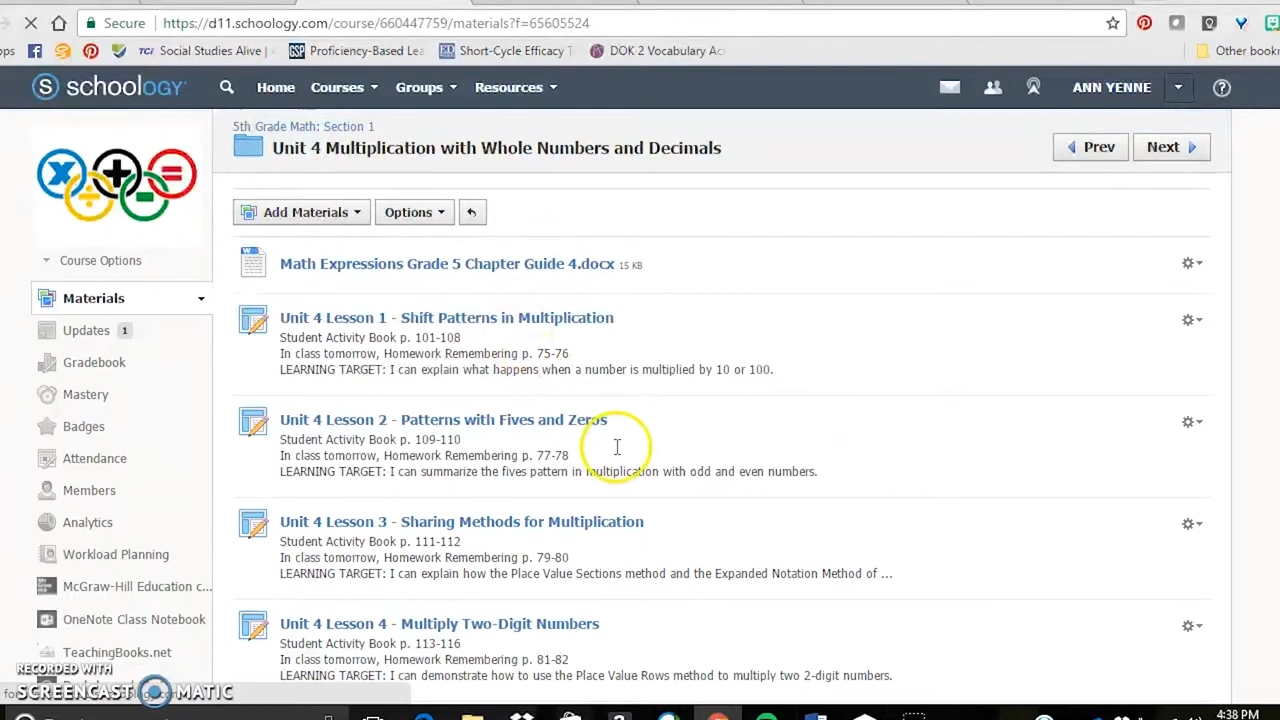 Secure https://d11.schoology.com/course/660447759/materials?f=65605524
TCI Social Studies Alive | GSP Proficiency-Based Lea ED Short-Cycle Efficacy T DOK 2 Vocabulary Ac Other book
S schoology Home Courses Groups Resources ANN YENNE
5th Grade Math: Section 1
Unit 4 Multiplication with Whole Numbers and Decimals Prev Next
Add Materials Options
Course Options
Materials
Updates 1
Gradebook
Mastery
Badges
Attendance
Members
Analytics
Workload Planning
McGraw-Hill Education c...
OneNote Class Notebook
TeachingBooks.net
Math Expressions Grade 5 Chapter Guide 4.docx 15 KB
Unit 4 Lesson 1 - Shift Patterns in Multiplication
Student Activity Book p. 101-108
In class tomorrow, Homework Remembering p. 75-76
LEARNING TARGET: I can explain what happens when a number is multiplied by 10 or 100.
Unit 4 Lesson 2 - Patterns with Fives and Zeros
Student Activity Book p. 109-110
In class tomorrow, Homework Remembering p. 77-78
LEARNING TARGET: I can summarize the fives pattern in multiplication with odd and even numbers.
Unit 4 Lesson 3 - Sharing Methods for Multiplication
Student Activity Book p. 111-112
In class tomorrow, Homework Remembering p. 79-80
LEARNING TARGET: I can explain how the Place Value Sections method and the Expanded Notation Method of ...
Unit 4 Lesson 4 - Multiply Two-Digit Numbers
Student Activity Book p. 113-116
In class tomorrow, Homework Remembering p. 81-82
LEARNING TARGET: I can demonstrate how to use the Place Value Rows method to multiply two 2-digit numbers.
RECORDED WITH
SCREENCAST MATIC
4:38 PM